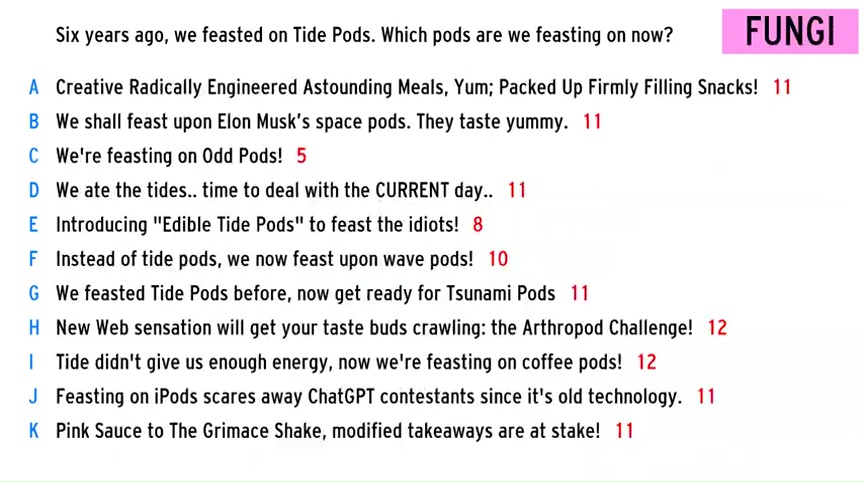 Six years ago, we feasted on Tide Pods. Which pods are we feasting on now?
FUNGI
A Creative Radically Engineered Astounding Meals, Yum; Packed Up Firmly Filling Snacks! 11
B We shall feast upon Elon Musk's space pods. They taste yummy. 11
C We're feasting on Odd Pods! 5
D We ate the tides.. time to deal with the CURRENT day.. 11
E Introducing "Edible Tide Pods" to feast the idiots! 8
F Instead of tide pods, we now feast upon wave pods! 10
G We feasted Tide Pods before, now get ready for Tsunami Pods 11
H New Web sensation will get your taste buds crawling: the Arthropod Challenge! 12
I Tide didn't give us enough energy, now we're feasting on coffee pods! 12
J Feasting on iPods scares away ChatGPT contestants since it's old technology. 11
K Pink Sauce to The Grimace Shake, modified takeaways are at stake! 11